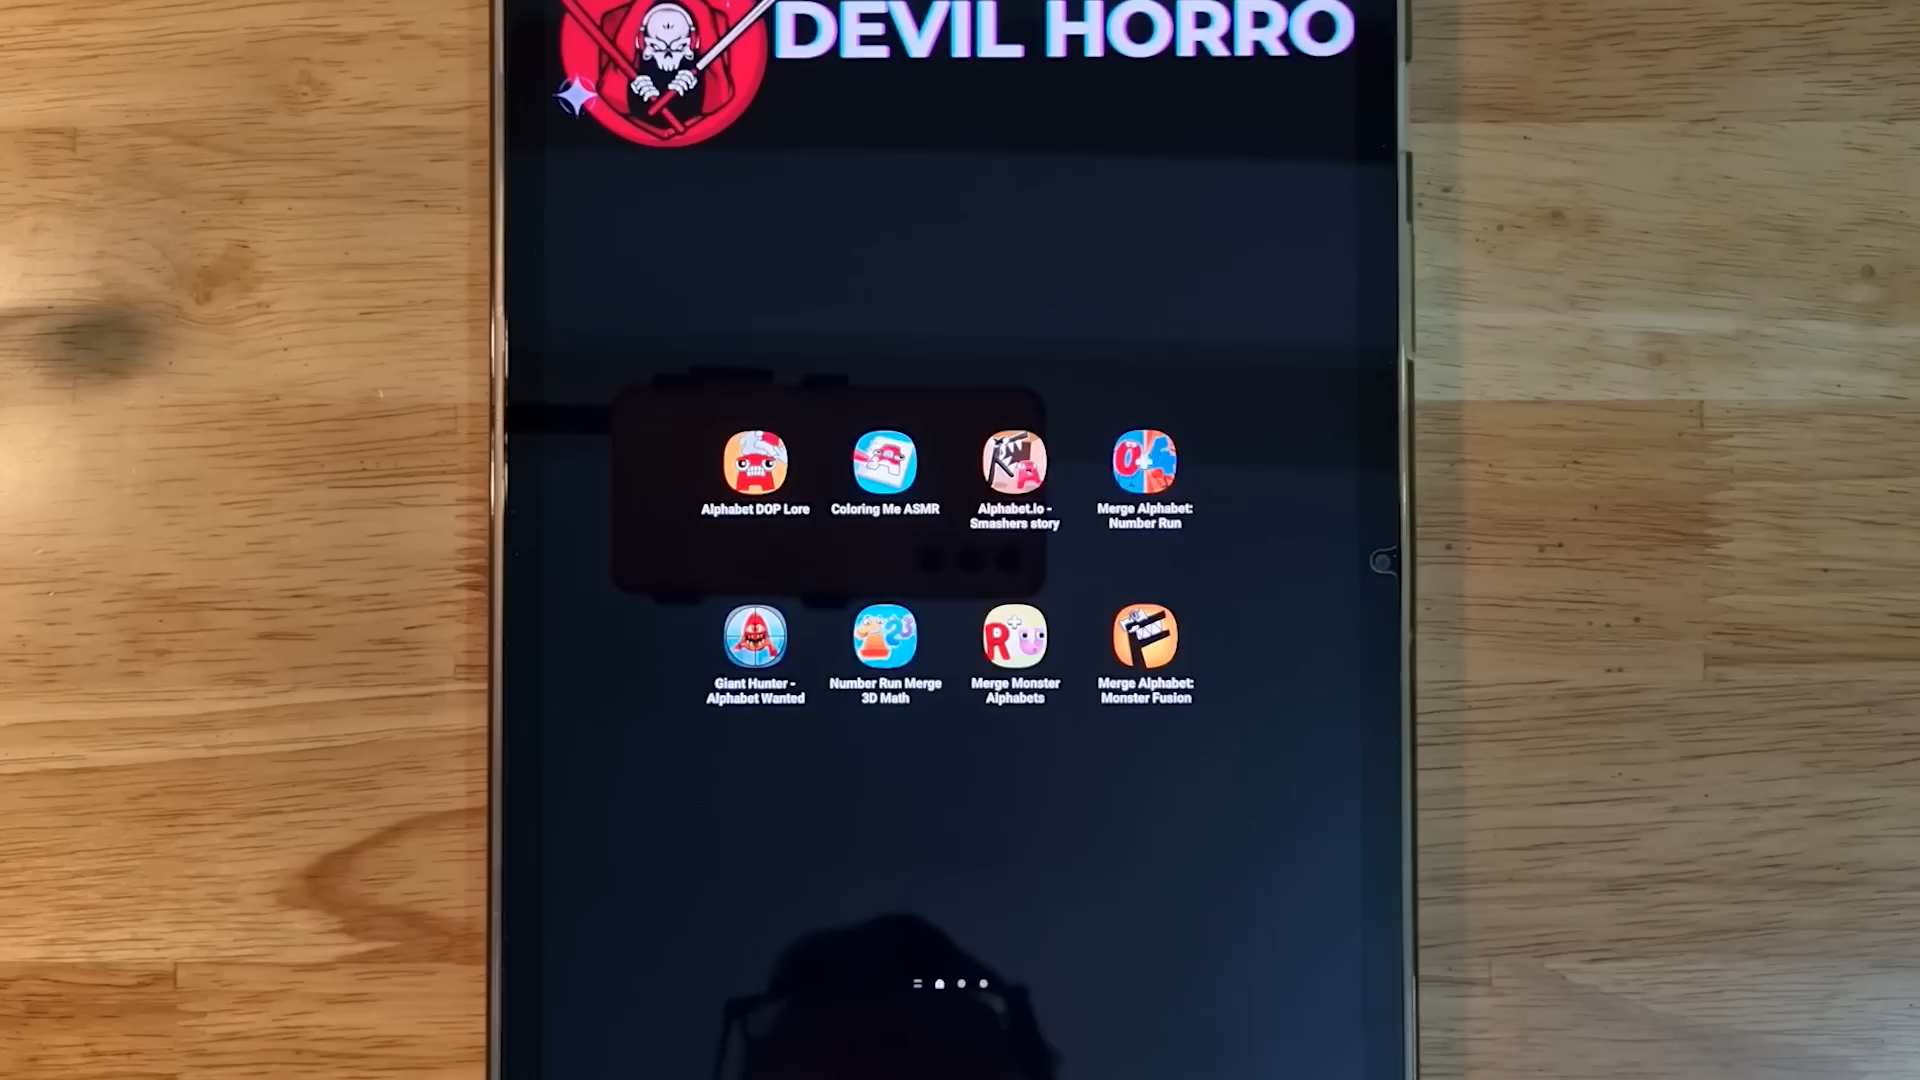 DEVIL HORRO
Alphabet DOP Lore
Coloring Me ASMR
Alphabet.io -
Smashers story
Merge Alphabet:
Number Run
Giant Hunter -
Alphabet Wanted
Number Run Merge
3D Math
Merge Monster
Alphabets
Merge Alphabet:
Monster Fusion